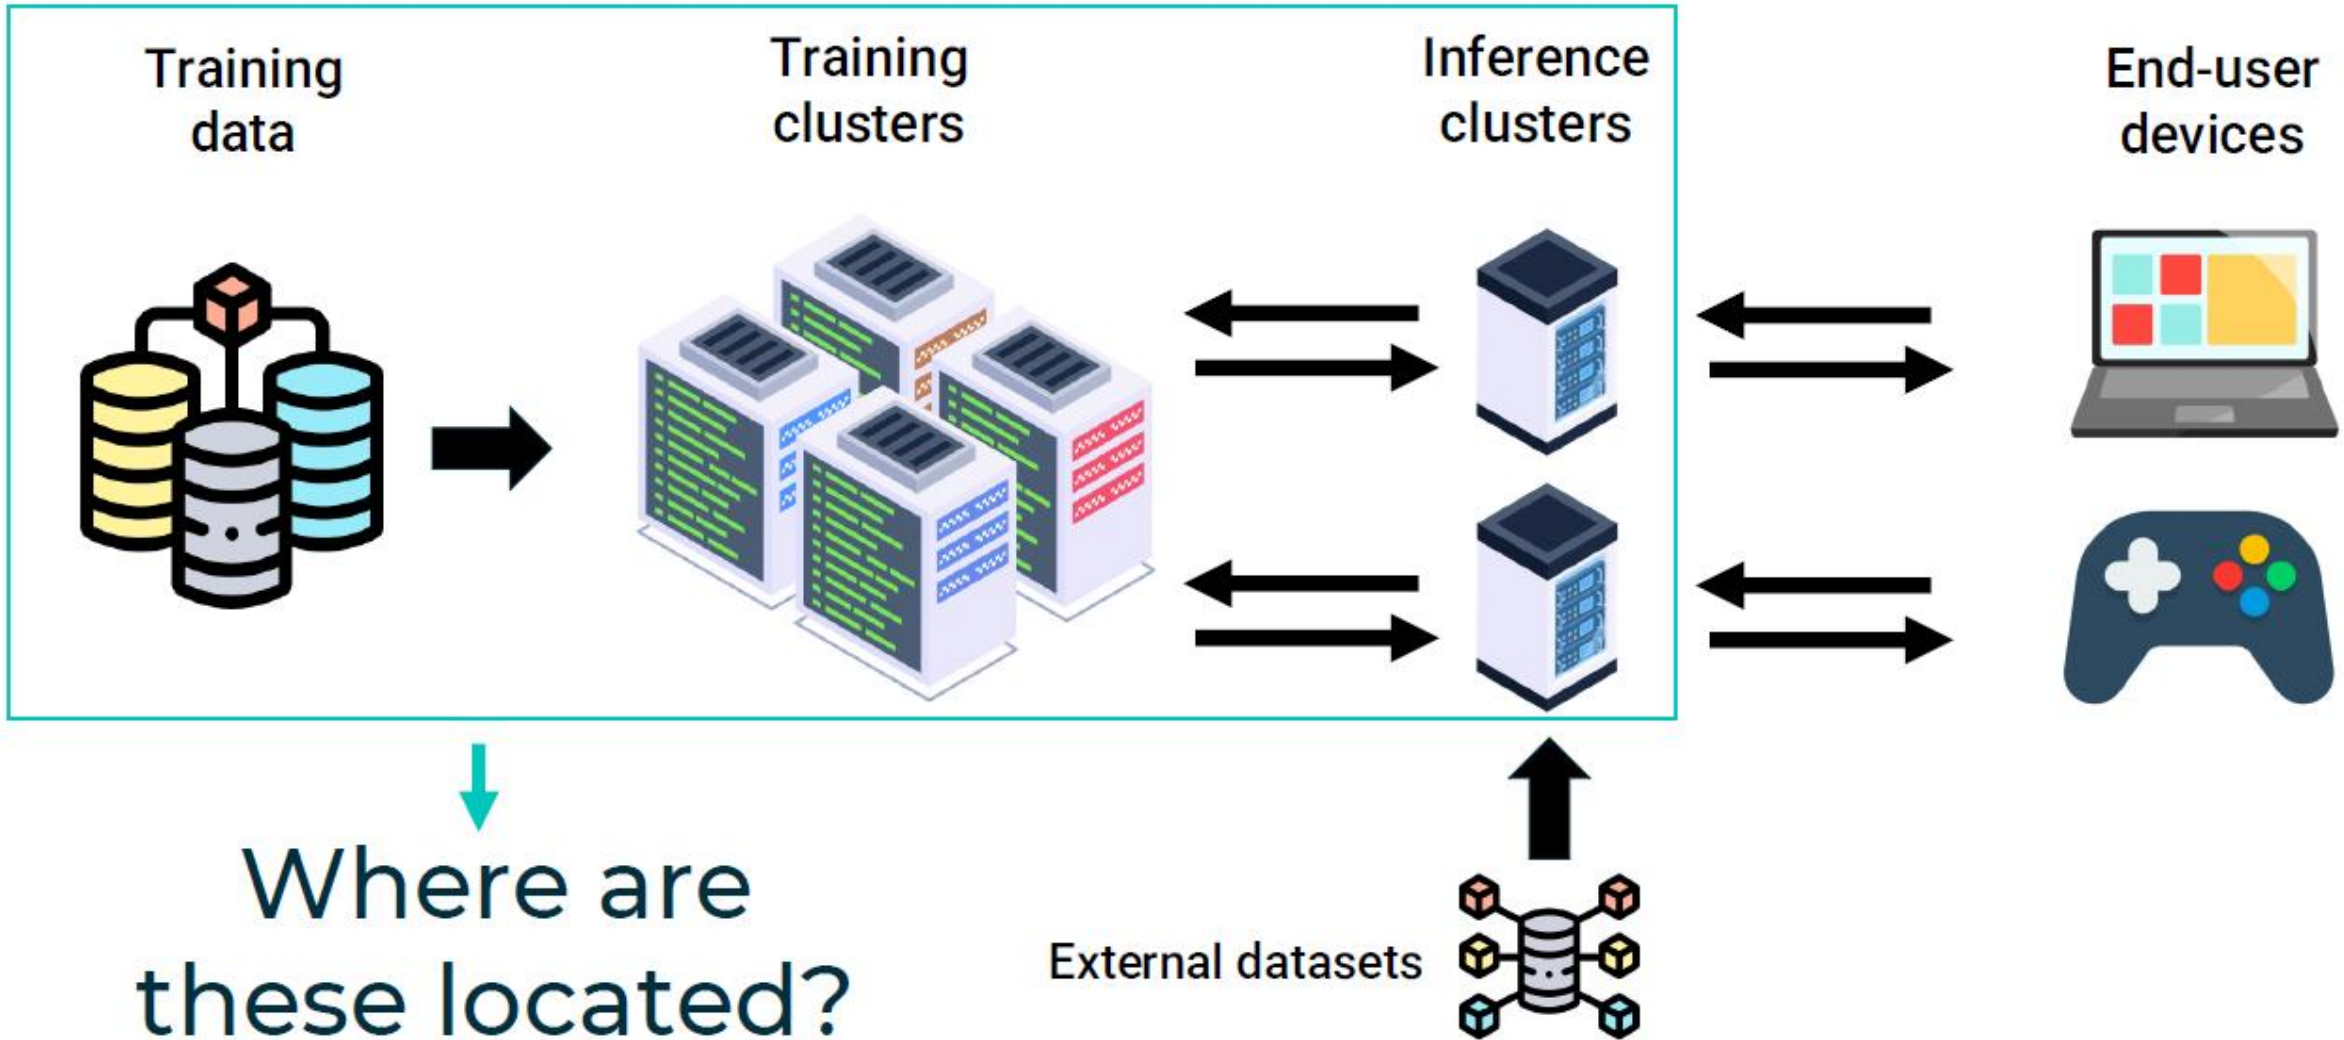 Training
data
Training
clusters
Inference
clusters
End-user
devices
Where are
these located?
External datasets